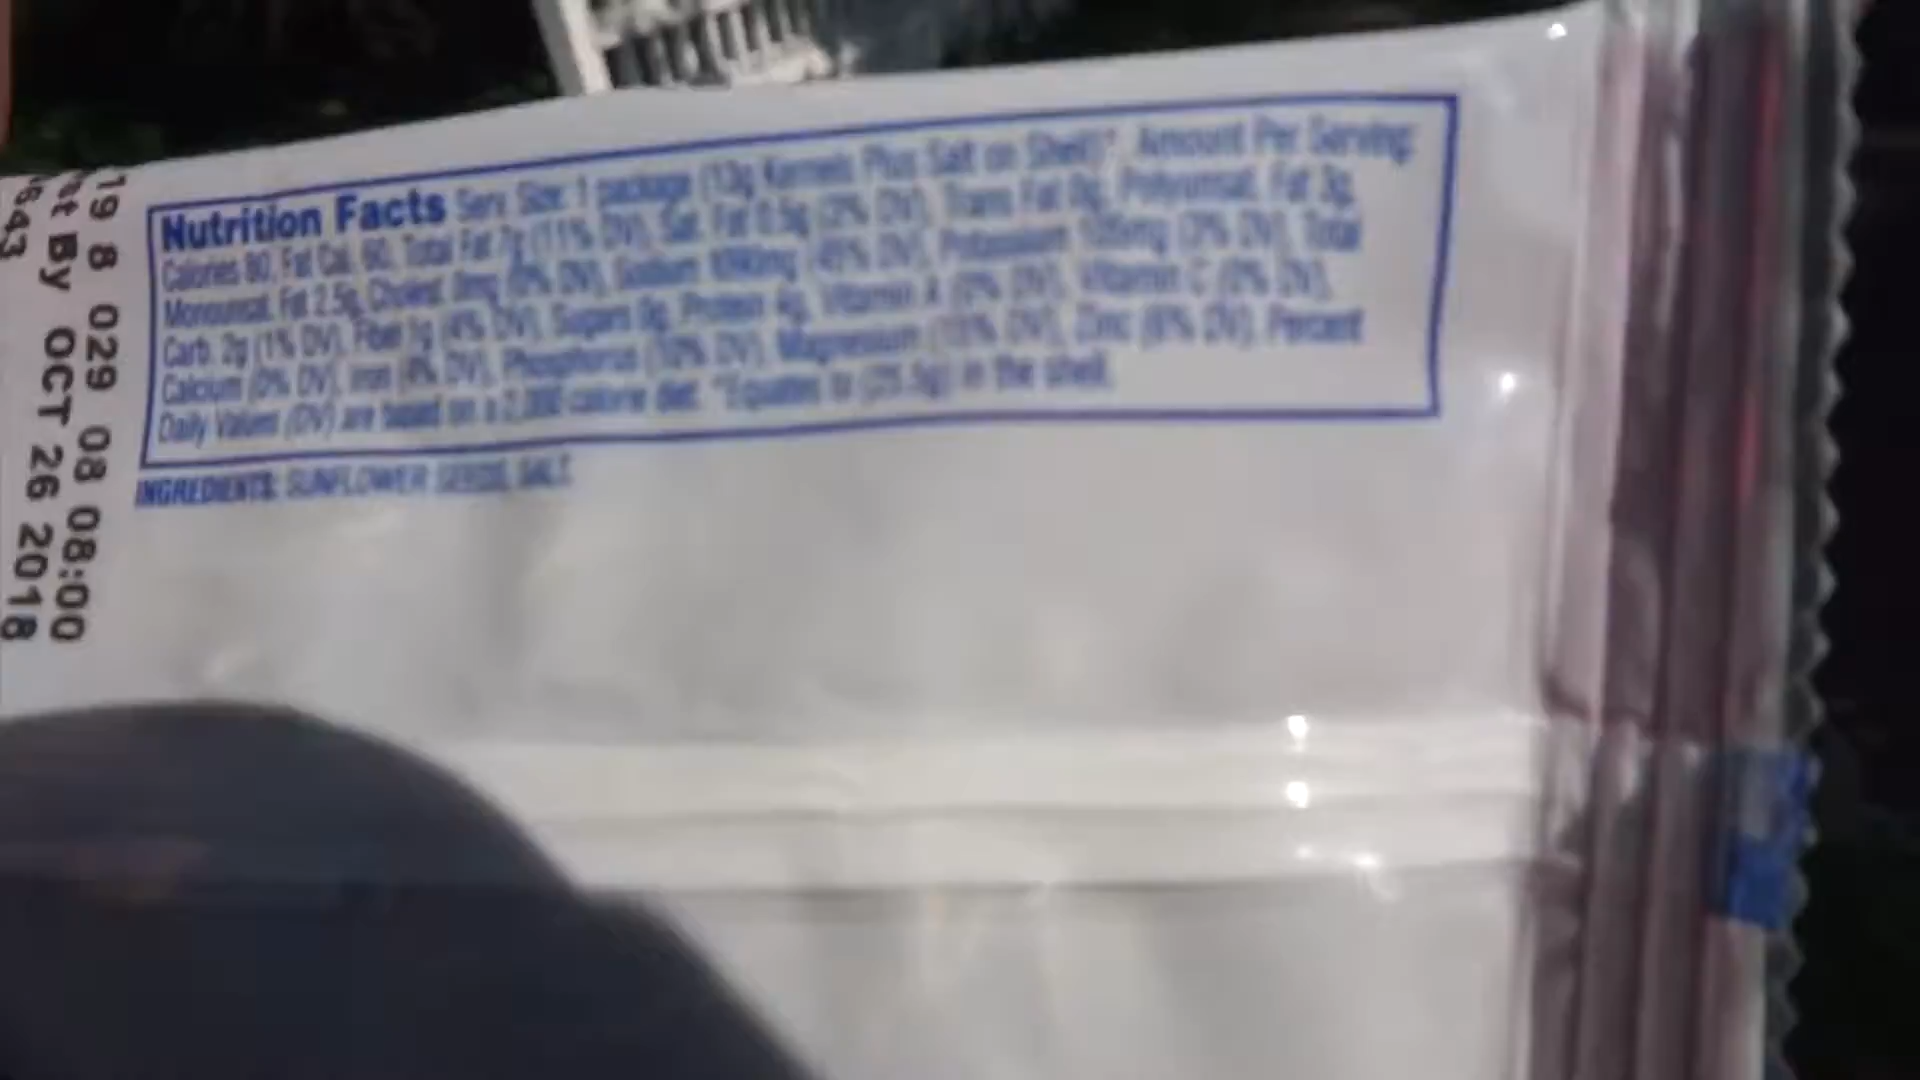 Nutrition Facts Serv. Size: 1 package (13g Kernels Plus Salt on Shell)*, Amount Per Serving:
Calories 80, Fat Cal. 60, Total Fat 7g (11% DV), Sat. Fat 0.5g (3% DV), Trans Fat 0g, Polyunsat. Fat 3g,
Monounsat. Fat 2.5g, Cholest. 0mg (0% DV), Sodium (45% DV), Potassium (3% DV), Total
Carb. 2g (1% DV), Fiber 1g (4% DV), Sugars 0g, Protein 4g, Vitamin A (0% DV), Vitamin C (0% DV),
Calcium (0% DV), Iron (4% DV), Phosphorus (10% DV), Magnesium (10% DV), Zinc (6% DV). Percent
Daily Values (DV) are based on a 2,000 calorie diet. *Equates to (25.5g) in the shell.
INGREDIENTS: SUNFLOWER SEEDS, SALT.
19 8 029 08 08:00
By OCT 26 2018
643